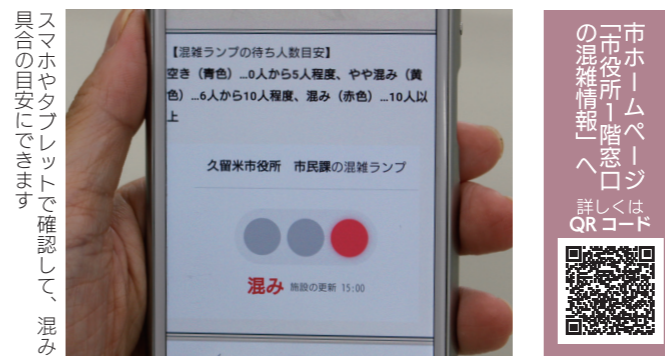 スマホやタブレットで確認して、混み
具合の目安にできます
【混雑ランプの待ち人数目安】
空き（青色）…0人から5人程度、やや混み（黄
色）…6人から10人程度、混み（赤色）…10人以
上
久留米市役所　市民課の混雑ランプ
混み 施設の更新 15:00
市ホームページ
「市役所1階窓口
の混雑情報」へ
詳しくは
QRコード